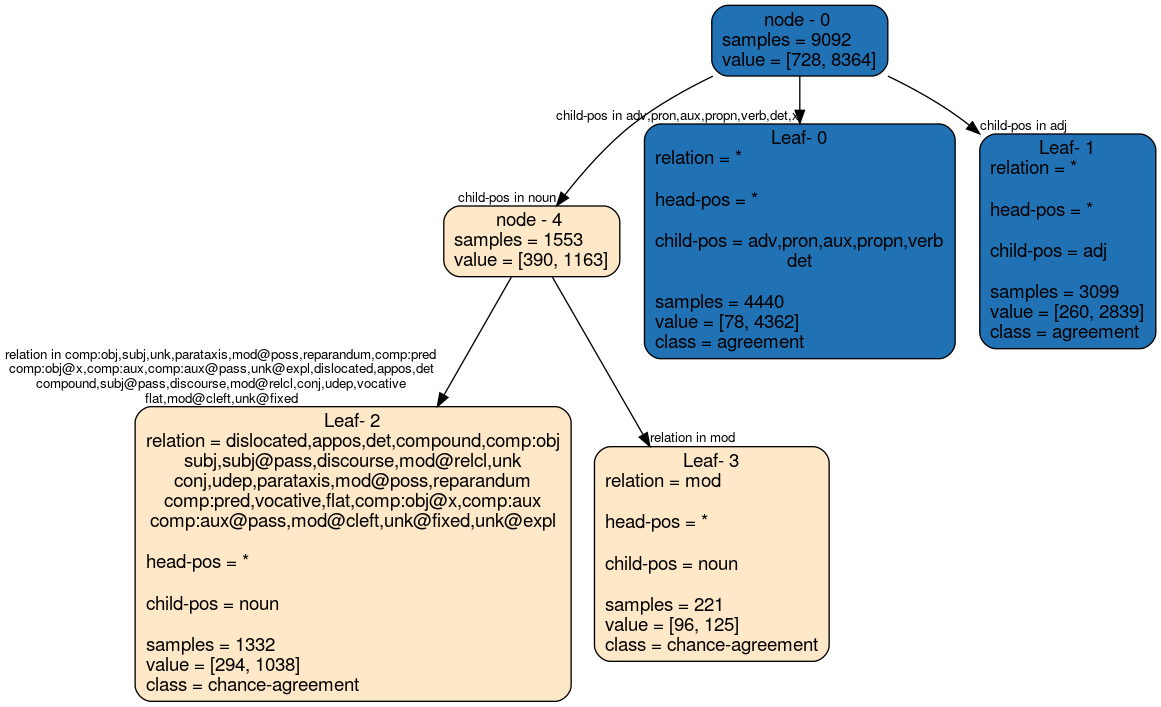 node - 0
samples = 9092
value = [728, 8364]
child-pos in adv,pron,aux,propn,verb,det,x
child-pos in adj
Leaf- 0
relation = *
head-pos = *
child-pos = adv,pron,aux,propn,verb
det
samples = 4440
value = [78, 4362]
class = agreement
Leaf- 1
relation = *
head-pos = *
child-pos = adj
samples = 3099
value = [260, 2839]
class = agreement
child-pos in noun
node - 4
samples = 1553
value = [390, 1163]
relation in comp:obj,subj,unk,parataxis,mod@poss,reparandum,comp:pred
comp:obj@x,comp:aux,comp:aux@pass,unk@expl,dislocated,appos,det
compound,subj@pass,discourse,mod@relcl,conj,udep,vocative
flat,mod@cleft,unk@fixed
relation in mod
Leaf- 2
relation = dislocated,appos,det,compound,comp:obj
subj,subj@pass,discourse,mod@relcl,unk
conj,udep,parataxis,mod@poss,reparandum
comp:pred,vocative,flat,comp:obj@x,comp:aux
comp:aux@pass,mod@cleft,unk@fixed,unk@expl
head-pos = *
child-pos = noun
samples = 1332
value = [294, 1038]
class = chance-agreement
Leaf- 3
relation = mod
head-pos = *
child-pos = noun
samples = 221
value = [96, 125]
class = chance-agreement